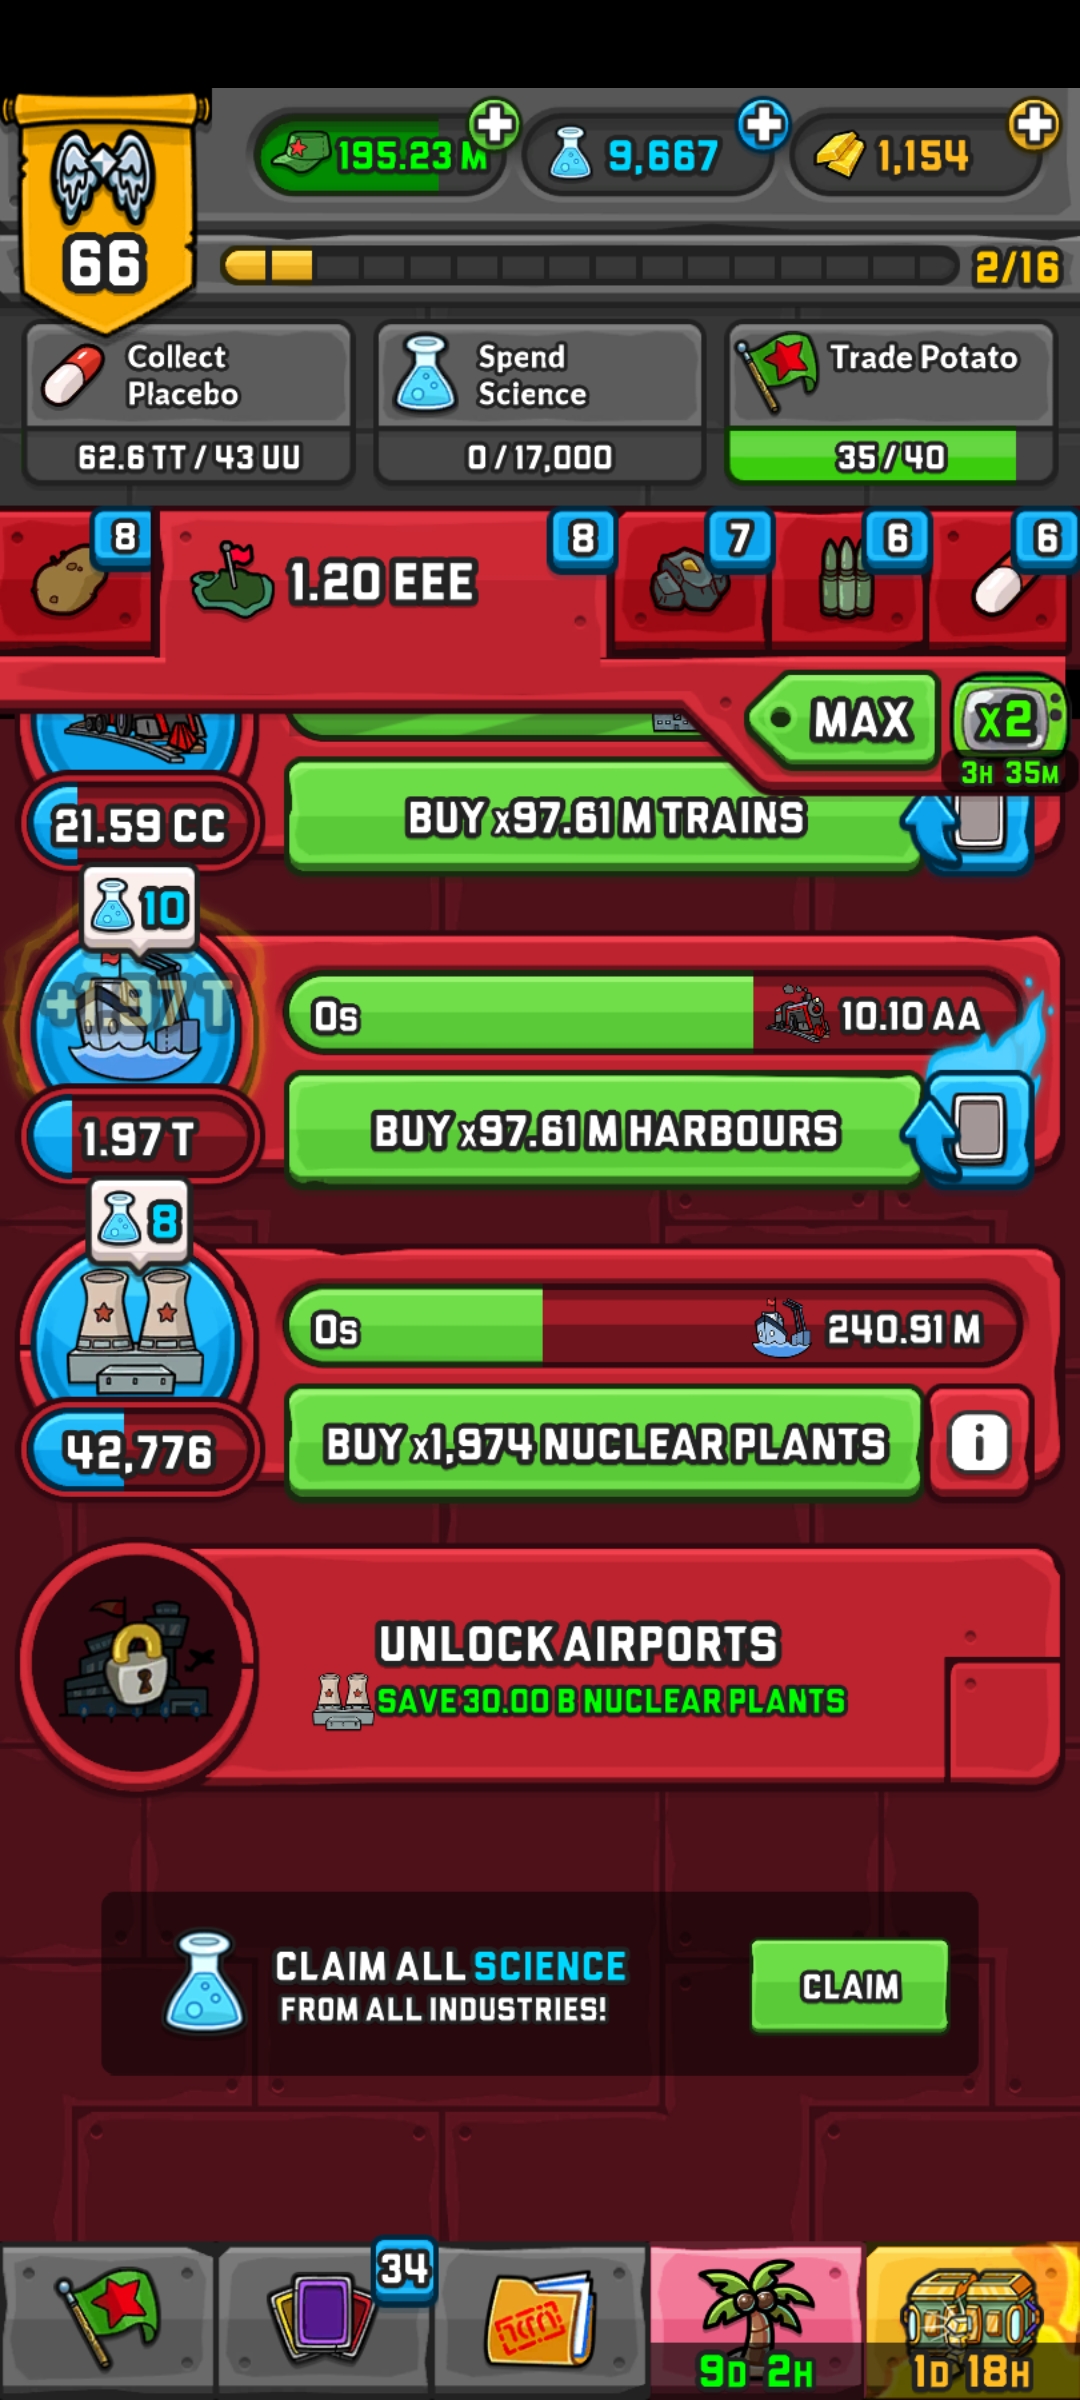 195.23 M
9,667
1,154
66
2/16
Collect
Placebo
62.6 TT / 43 UU
Spend
Science
0 / 17,000
Trade Potato
35 / 40
8
1.20 EEE
8
7
6
6
MAX
x2
3H 35M
21.59 CC
BUY x97.61 M TRAINS
10
+1.97 T
0s
10.10 AA
1.97 T
BUY x97.61 M HARBOURS
8
0s
240.91 M
42,776
BUY x1,974 NUCLEAR PLANTS
i
UNLOCK AIRPORTS
SAVE 30.00 B NUCLEAR PLANTS
CLAIM ALL SCIENCE
FROM ALL INDUSTRIES!
CLAIM
34
9D 2H
1D 18H